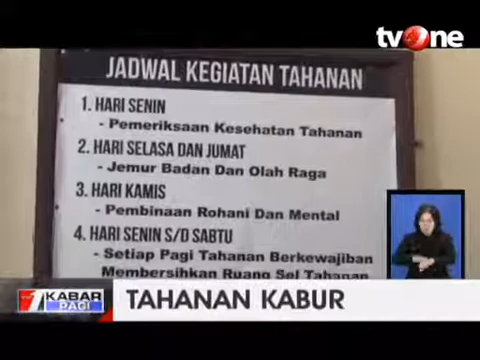 tvOne
JADWAL KEGIATAN TAHANAN
1. HARI SENIN
- Pemeriksaan Kesehatan Tahanan
2. HARI SELASA DAN JUMAT
- Jemur Badan Dan Olah Raga
3. HARI KAMIS
- Pembinaan Rohani Dan Mental
4. HARI SENIN S/D SABTU
- Setiap Pagi Tahanan Berkewajiban
Membersihkan Ruang Sel Tahanan
1 KABAR
PAGI
TAHANAN KABUR